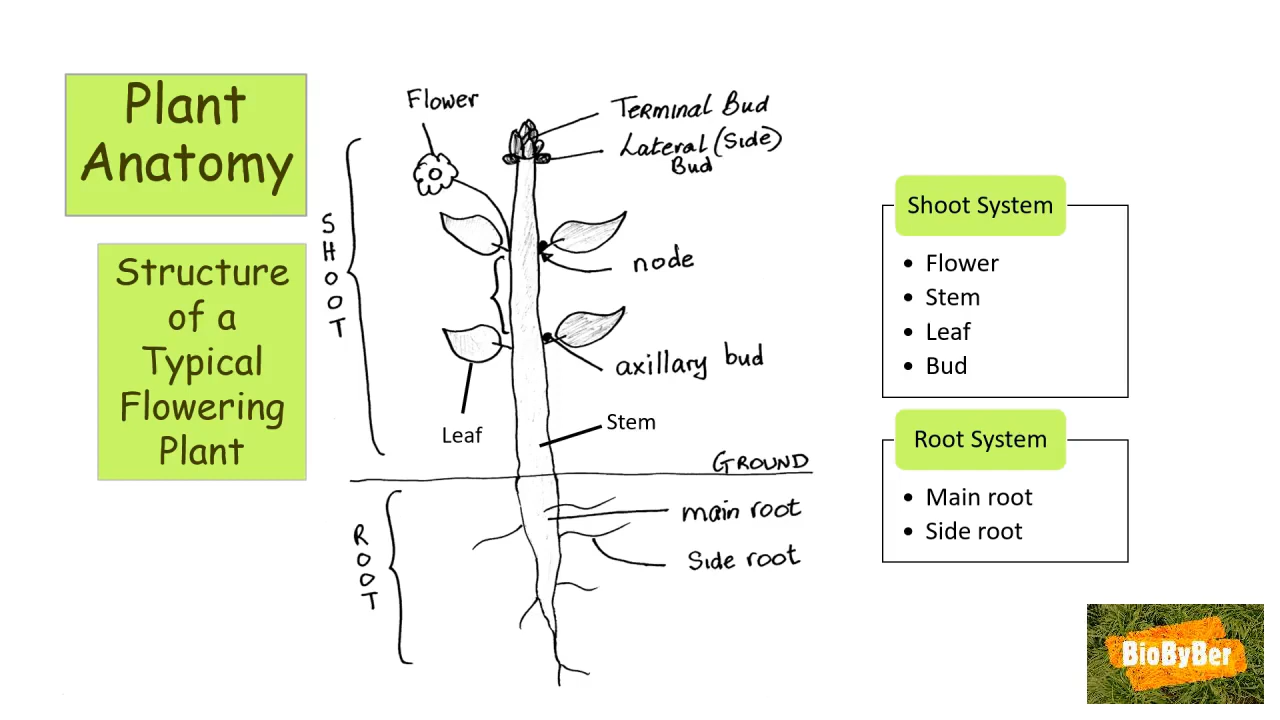 Plant
Anatomy
Structure
of a
Typical
Flowering
Plant
SHOOT
ROOT
Flower
Terminal Bud
Lateral (Side)
Bud
node
axillary bud
Leaf
Stem
GROUND
main root
Side root
Shoot System
• Flower
• Stem
• Leaf
• Bud
Root System
• Main root
• Side root
BioByBer